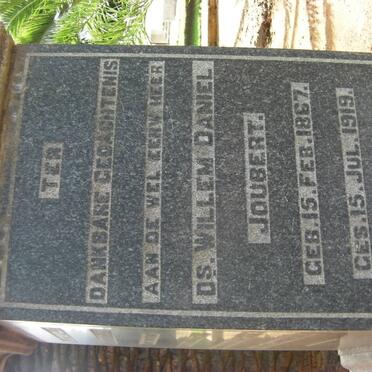 TER
DANKBARE GEDACHTENIS
AAN DE WEL EERW. HEER
DS. WILLEM DANIEL
JOUBERT.
GEB. 15. FEB. 1867.
GES. 15. JUL. 1919.